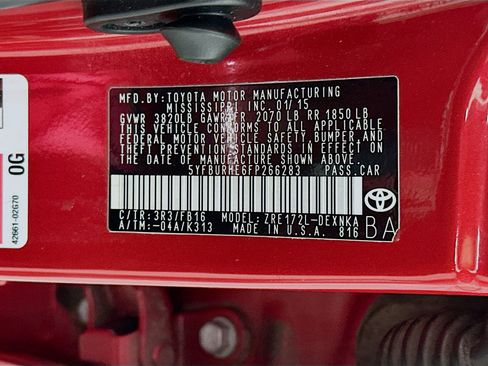 MFD.BY:TOYOTA MOTOR MANUFACTURING
MISSISSIPPI, INC. 01/15
GVWR 3820LB GAWR FR 2070 LB RR 1850 LB
THIS VEHICLE CONFORMS TO ALL APPLICABLE
FEDERAL MOTOR VEHICLE SAFETY,BUMPER,AND
THEFT PREVENTION STANDARDS IN EFFECT ON
THE DATE OF MANUFACTURE SHOWN ABOVE.
5YFBURHE6FP266283 PASS.CAR
C/TR:3R3/FB16 MODEL:ZRE172L-DEXNKA
A/TM:-04A/K313 MADE IN U.S.A. 816 BA
0G
42661-02G70